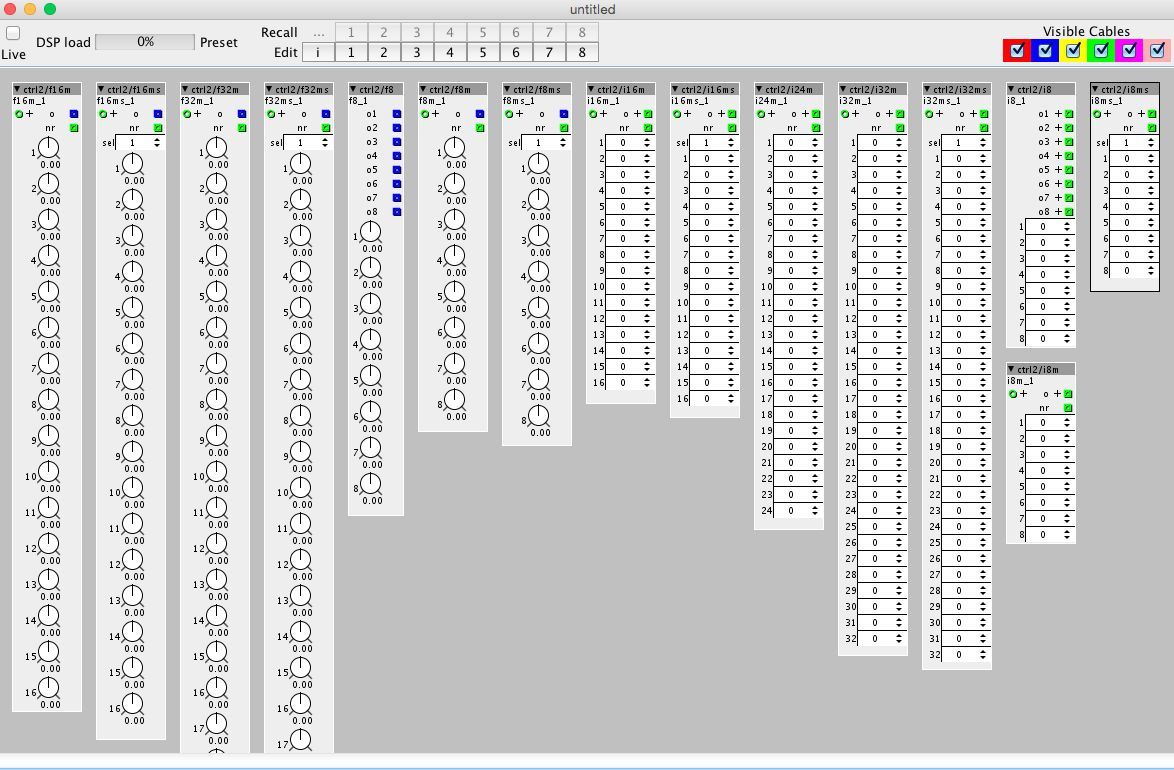 untitled
Live
DSP load 0% Preset
Recall ... 1 2 3 4 5 6 7 8
Edit i 1 2 3 4 5 6 7 8
Visible Cables
ctrl2/f16m
f16m_1
+ o
nr
1 0.00
2 0.00
3 0.00
4 0.00
5 0.00
6 0.00
7 0.00
8 0.00
9 0.00
10 0.00
11 0.00
12 0.00
13 0.00
14 0.00
15 0.00
16 0.00
ctrl2/f16ms
f16ms_1
+ o
nr
sel 1
1 0.00
2 0.00
3 0.00
4 0.00
5 0.00
6 0.00
7 0.00
8 0.00
9 0.00
10 0.00
11 0.00
12 0.00
13 0.00
14 0.00
15 0.00
16 0.00
ctrl2/f32m
f32m_1
+ o
nr
1 0.00
2 0.00
3 0.00
4 0.00
5 0.00
6 0.00
7 0.00
8 0.00
9 0.00
10 0.00
11 0.00
12 0.00
13 0.00
14 0.00
15 0.00
16 0.00
17 0.00
ctrl2/f32ms
f32ms_1
+ o
nr
sel 1
1 0.00
2 0.00
3 0.00
4 0.00
5 0.00
6 0.00
7 0.00
8 0.00
9 0.00
10 0.00
11 0.00
12 0.00
13 0.00
14 0.00
15 0.00
16 0.00
17
ctrl2/f8
f8_1
o1
o2
o3
o4
o5
o6
o7
o8
1 0.00
2 0.00
3 0.00
4 0.00
5 0.00
6 0.00
7 0.00
8 0.00
ctrl2/f8m
f8m_1
+ o
nr
1 0.00
2 0.00
3 0.00
4 0.00
5 0.00
6 0.00
7 0.00
8 0.00
ctrl2/f8ms
f8ms_1
+ o
nr
sel 1
1 0.00
2 0.00
3 0.00
4 0.00
5 0.00
6 0.00
7 0.00
8 0.00
ctrl2/i16m
i16m_1
+ o +
nr
1 0
2 0
3 0
4 0
5 0
6 0
7 0
8 0
9 0
10 0
11 0
12 0
13 0
14 0
15 0
16 0
ctrl2/i16ms
i16ms_1
+ o +
nr
sel 1
1 0
2 0
3 0
4 0
5 0
6 0
7 0
8 0
9 0
10 0
11 0
12 0
13 0
14 0
15 0
16 0
ctrl2/i24m
i24m_1
+ o +
nr
1 0
2 0
3 0
4 0
5 0
6 0
7 0
8 0
9 0
10 0
11 0
12 0
13 0
14 0
15 0
16 0
17 0
18 0
19 0
20 0
21 0
22 0
23 0
24 0
ctrl2/i32m
i32m_1
+ o +
nr
1 0
2 0
3 0
4 0
5 0
6 0
7 0
8 0
9 0
10 0
11 0
12 0
13 0
14 0
15 0
16 0
17 0
18 0
19 0
20 0
21 0
22 0
23 0
24 0
25 0
26 0
27 0
28 0
29 0
30 0
31 0
32 0
ctrl2/i32ms
i32ms_1
+ o +
nr
sel 1
1 0
2 0
3 0
4 0
5 0
6 0
7 0
8 0
9 0
10 0
11 0
12 0
13 0
14 0
15 0
16 0
17 0
18 0
19 0
20 0
21 0
22 0
23 0
24 0
25 0
26 0
27 0
28 0
29 0
30 0
31 0
32 0
ctrl2/i8
i8_1
o1 +
o2 +
o3 +
o4 +
o5 +
o6 +
o7 +
o8 +
1 0
2 0
3 0
4 0
5 0
6 0
7 0
8 0
ctrl2/i8m
i8m_1
+ o +
nr
1 0
2 0
3 0
4 0
5 0
6 0
7 0
8 0
ctrl2/i8ms
i8ms_1
+ o +
nr
sel 1
1 0
2 0
3 0
4 0
5 0
6 0
7 0
8 0